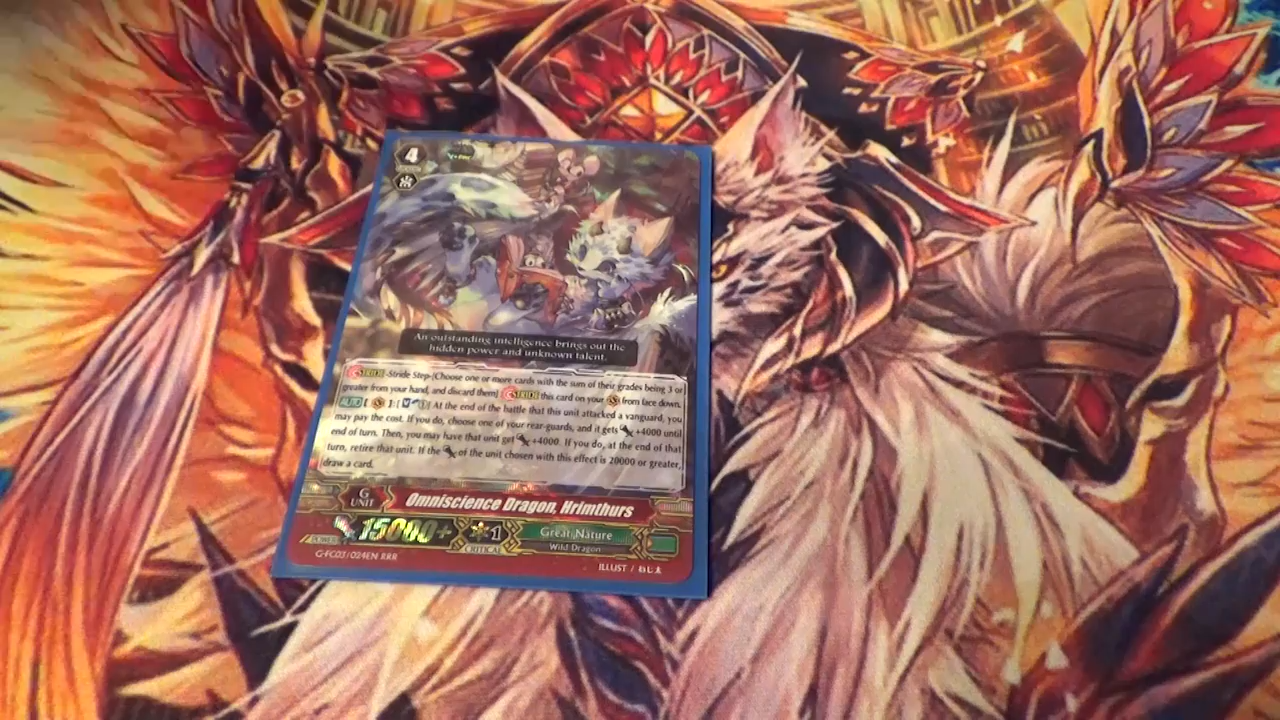 4
An outstanding intelligence brings out the
hidden power and unknown talent.
STRIDE -Stride Step-[Choose one or more cards with the sum of their grades being 3 or
greater from your hand, and discard them] STRIDE this card on your from face down.
AUTO [ ]:[ ] At the end of the battle that this unit attacked a vanguard, you
may pay the cost. If you do, choose one of your rear-guards, and it gets +4000 until
end of turn. Then, you may have that unit get +4000. If you do, at the end of that
turn, retire that unit. If the of the unit chosen with this effect is 20000 or greater,
draw a card.
G UNIT
Omniscience Dragon, Hrimthurs
POWER 15000+
1 CRITICAL
Great Nature
Wild Dragon
G-FC03/024EN RRR
ILLUST /